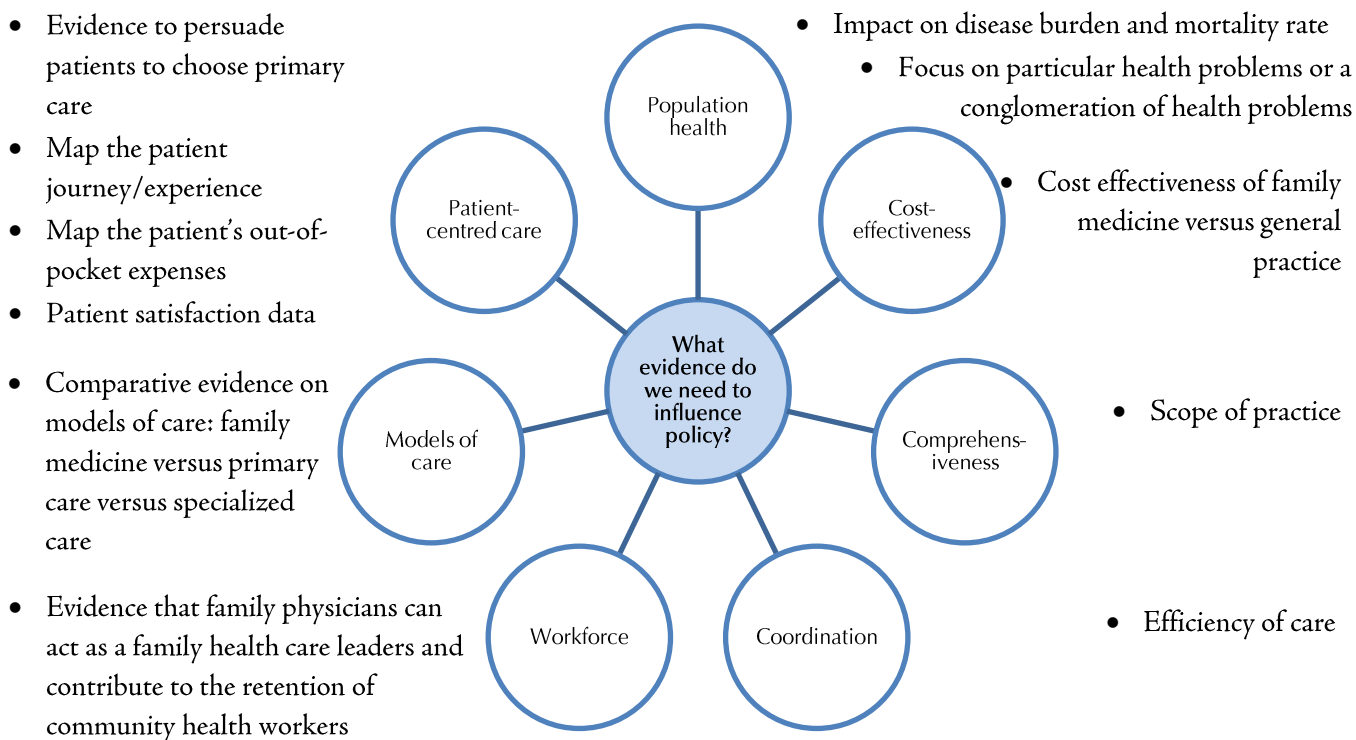 • Evidence to persuade
patients to choose primary
care
• Map the patient
journey/experience
• Map the patient's out-of-
pocket expenses
• Patient satisfaction data
• Comparative evidence on
models of care: family
medicine versus primary
care versus specialized
care
• Evidence that family physicians can
act as a family health care leaders and
contribute to the retention of
community health workers
Population
health
Patient-
centred care
Cost-
effectiveness
What
evidence do
we need to
influence
policy?
Models of
care
Comprehens-
iveness
Workforce
Coordination
• Impact on disease burden and mortality rate
• Focus on particular health problems or a
conglomeration of health problems
• Cost effectiveness of family
medicine versus general
practice
• Scope of practice
• Efficiency of care